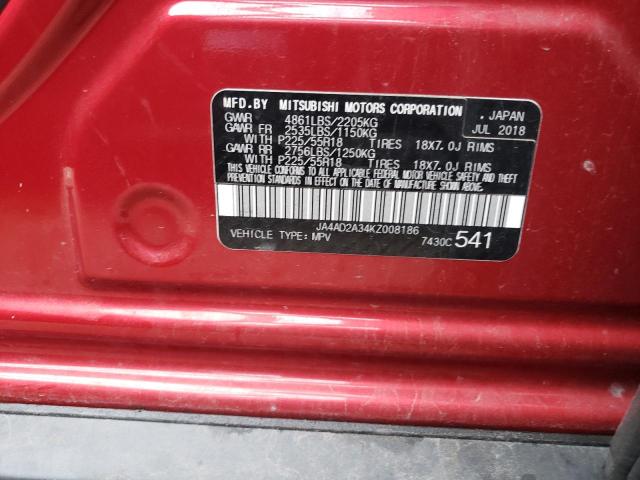 MFD.BY MITSUBISHI MOTORS CORPORATION , JAPAN
GVWR 4861LBS/2205KG JUL 2018
GAWR FR 2535LBS/1150KG
WITH P225/55R18 TIRES 18X7.0J RIMS
GAWR RR 2756LBS/1250KG
WITH P225/55R18 TIRES 18X7.0J RIMS
THIS VEHICLE CONFORMS TO ALL APPLICABLE FEDERAL MOTOR VEHICLE SAFETY AND THEFT
PREVENTION STANDARDS IN EFFECT ON THE DATE OF MANUFACTURE SHOWN ABOVE.
JA4AD2A34KZ008186
VEHICLE TYPE:MPV 7430C 541